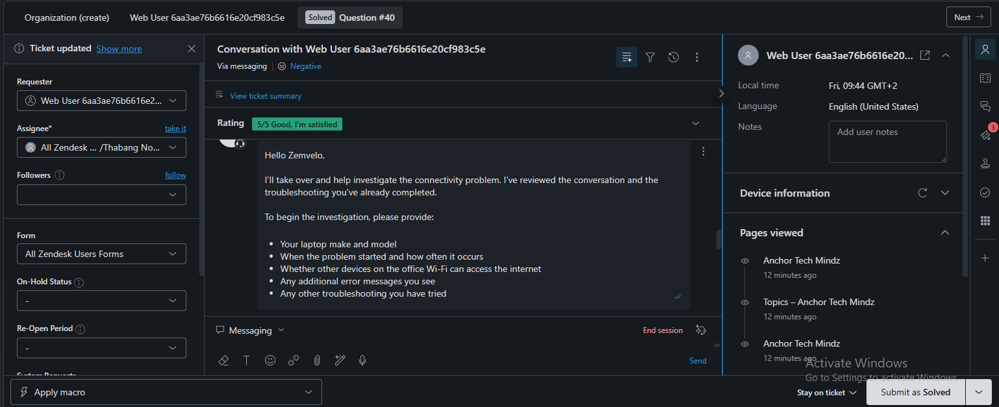 Organization (create)
Web User 6aa3ae76b6616e20cf983c5e
Solved Question #40
Next
Ticket updated Show more
Requester
Web User 6aa3ae76b6616e2...
Assignee* take it
All Zendesk ... /Thabang No...
Followers follow
Form
All Zendesk Users Forms
On-Hold Status
-
Re-Open Period
-
Conversation with Web User 6aa3ae76b6616e20cf983c5e
Via messaging Negative
View ticket summary
Rating 5/5 Good, I'm satisfied
Hello Zemvelo,
I'll take over and help investigate the connectivity problem. I've reviewed the conversation and the
troubleshooting you've already completed.
To begin the investigation, please provide:
• Your laptop make and model
• When the problem started and how often it occurs
• Whether other devices on the office Wi-Fi can access the internet
• Any additional error messages you see
• Any other troubleshooting you have tried
Messaging
End session
Send
Web User 6aa3ae76b6616e20...
Local time Fri, 09:44 GMT+2
Language English (United States)
Notes Add user notes
Device information
Pages viewed
Anchor Tech Mindz
12 minutes ago
Topics – Anchor Tech Mindz
12 minutes ago
Anchor Tech Mindz
12 minutes ago
3
Activate Windows
Go to Settings to activate Windows.
Apply macro
Stay on ticket
Submit as Solved